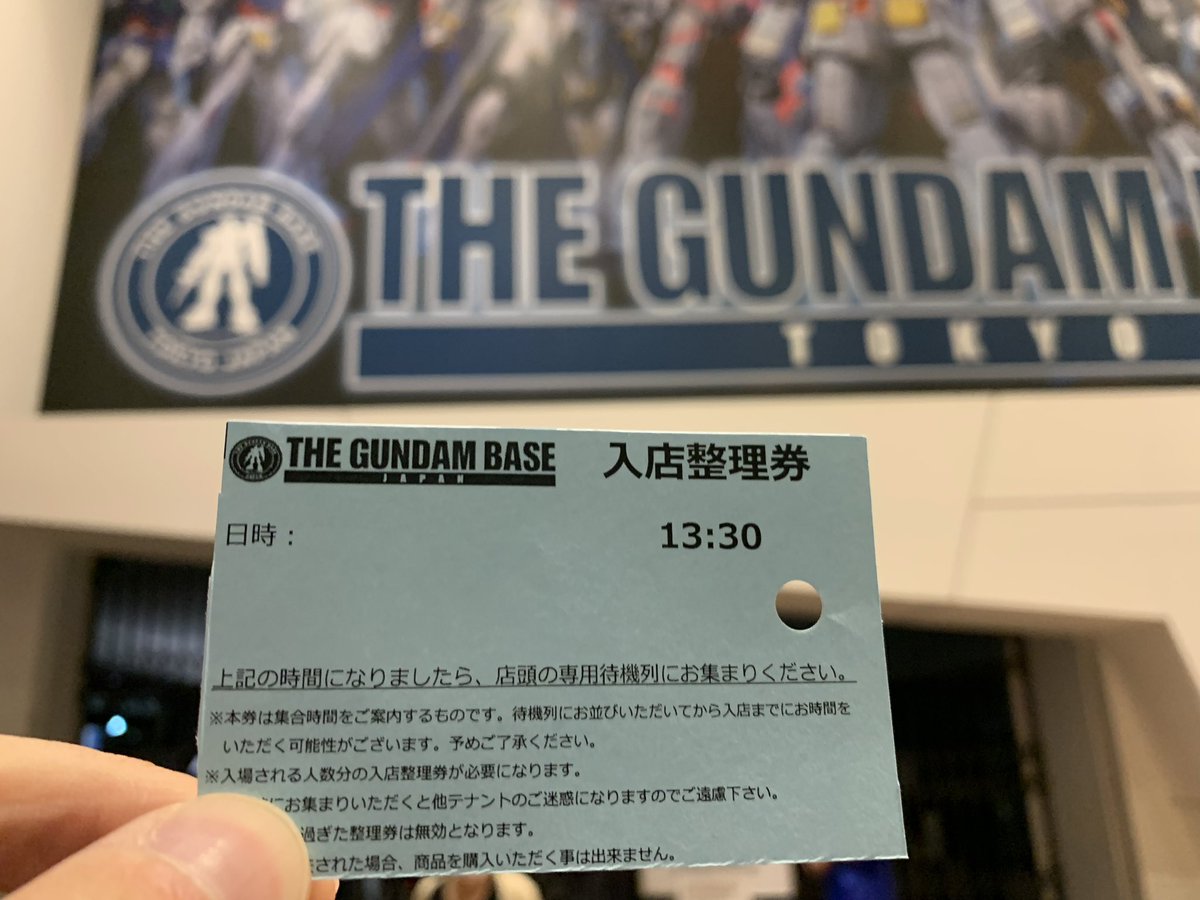 THE GUNDAM
TOKYO
THE GUNDAM BASE
JAPAN
入店整理券
日時:
13:30
上記の時間になりましたら、店頭の専用待機列にお集まりください。
※本券は集合時間をご案内するものです。待機列にお並びいただいてから入店までにお時間を
いただく可能性がございます。予めご了承ください。
※入場される人数分の入店整理券が必要になります。
にお集まりいただくと他テナントのご迷惑になりますのでご遠慮下さい。
過ぎた整理券は無効となります。
された場合、商品を購入いただく事は出来ません。